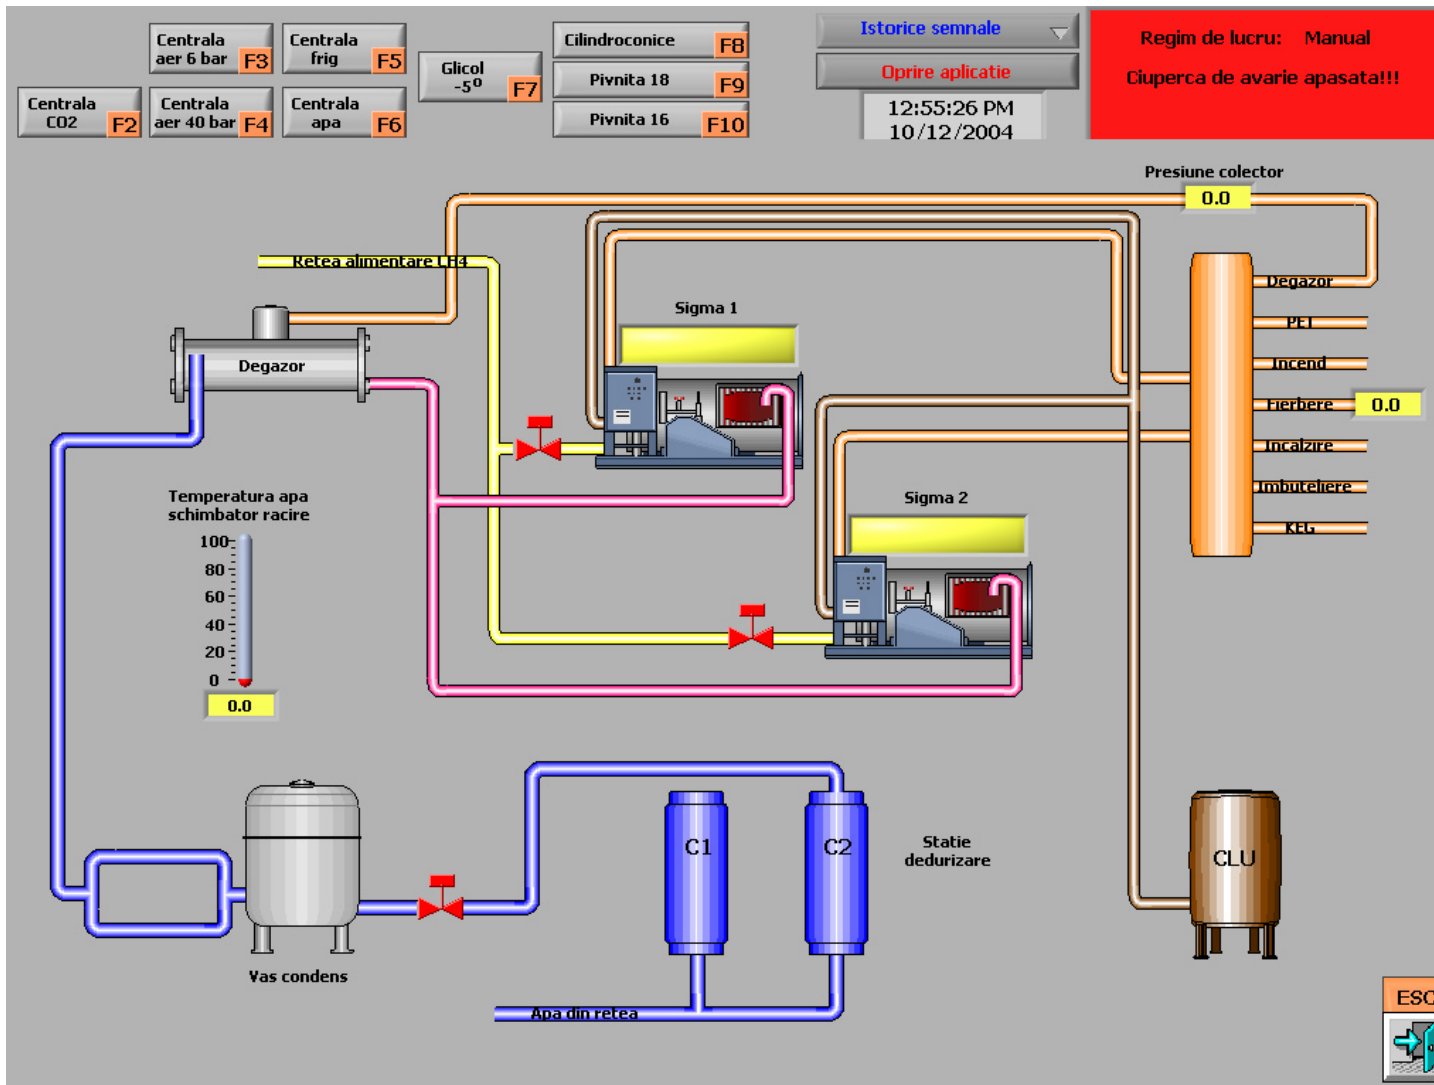 Centrala
aer 6 bar F3
Centrala
frig F5
Cilindroconice F8
Istorice semnale
Regim de lucru: Manual
Ciuperca de avarie apasata!!!
Glicol
-5º F7
Pivnita 18 F9
Oprire aplicatie
Centrala
CO2 F2
Centrala
aer 40 bar F4
Centrala
apa F6
Pivnita 16 F10
12:55:26 PM
10/12/2004
Presiune colector
0.0
Retea alimentare CH4
Degazor
Sigma 1
PET
Degazor
Incend
Fierbere 0.0
Incalzire
Temperatura apa
schimbator racire
Sigma 2
Imbuteliere
KEG
100
80
60
40
20
0
0.0
C1
C2
Statie
dedurizare
CLU
Vas condens
Apa din retea
ESC